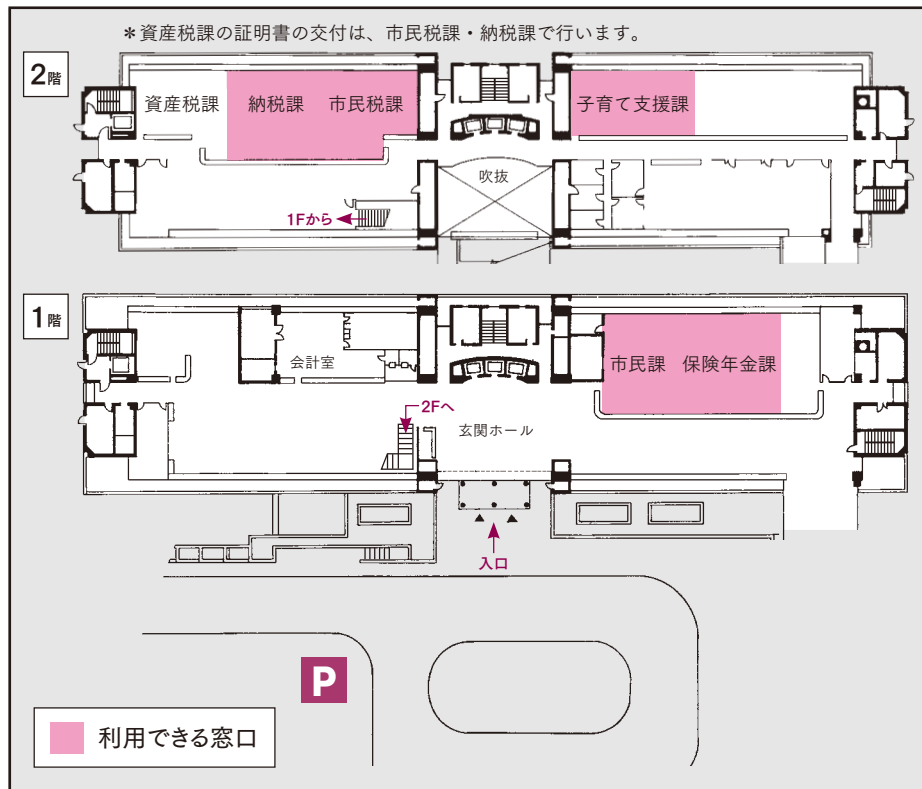 ＊資産税課の証明書の交付は、市民税課・納税課で行います。
2階
資産税課　納税課　市民税課　子育て支援課
吹抜
1Fから
1階
会計室
市民課　保険年金課
2Fへ
玄関ホール
入口
P
利用できる窓口